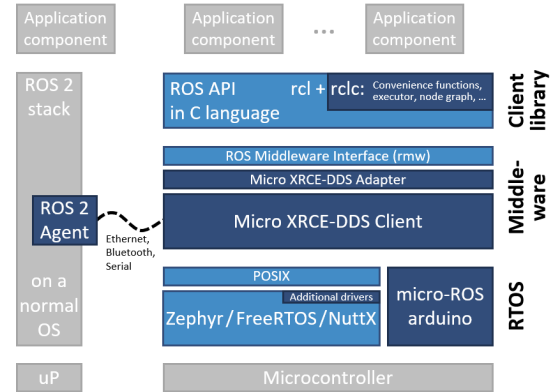 Application
component
Application
component
...
Application
component
ROS 2
stack
ROS API
in C language
rcl + rclc:
Convenience functions,
executor, node graph, ...
Client
library
ROS Middleware Interface (rmw)
Micro XRCE-DDS Adapter
Micro XRCE-DDS Client
Middle-
ware
ROS 2
Agent
Ethernet,
Bluetooth,
Serial
on a
normal
OS
POSIX
Additional drivers
Zephyr/FreeRTOS/NuttX
micro-ROS
arduino
RTOS
uP
Microcontroller